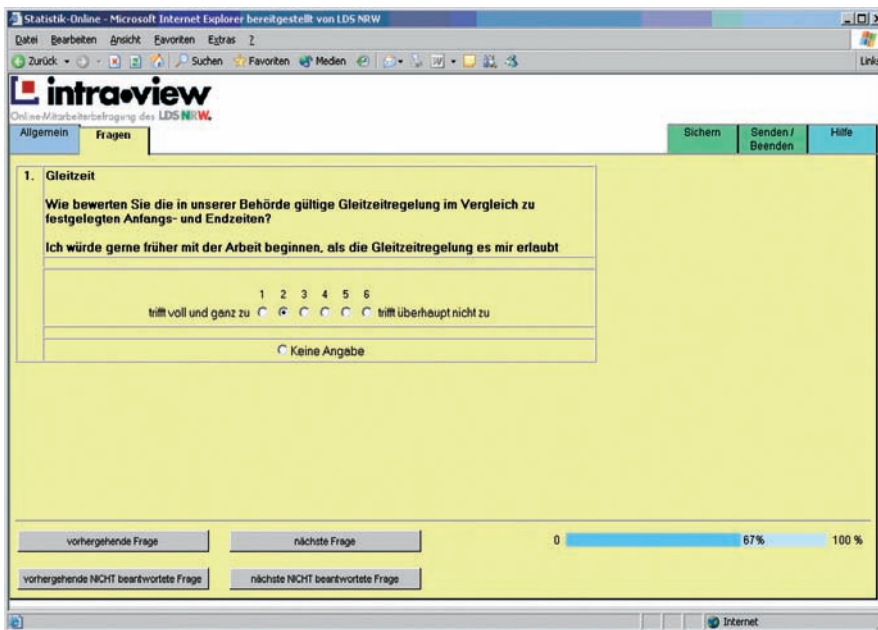 Statistik-Online - Microsoft Internet Explorer bereitgestellt von LDS NRW
Datei Bearbeiten Ansicht Favoriten Extras ?
Zurück Suchen Favoriten Medien Links
intra•view
Online-Mitarbeiterbefragung des LDS NRW.
Allgemein Fragen Sichern Senden / Beenden Hilfe
1. Gleitzeit
Wie bewerten Sie die in unserer Behörde gültige Gleitzeitregelung im Vergleich zu
festgelegten Anfangs- und Endzeiten?
Ich würde gerne früher mit der Arbeit beginnen, als die Gleitzeitregelung es mir erlaubt
1 2 3 4 5 6
trifft voll und ganz zu trifft überhaupt nicht zu
Keine Angabe
vorhergehende Frage nächste Frage 0 67% 100 %
vorhergehende NICHT beantwortete Frage nächste NICHT beantwortete Frage
Internet